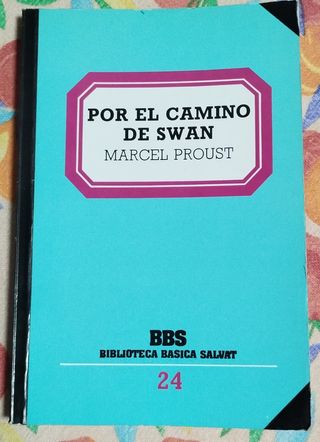 POR EL CAMINO
DE SWAN
MARCEL PROUST
BBS
BIBLIOTECA BASICA SALVAT
24